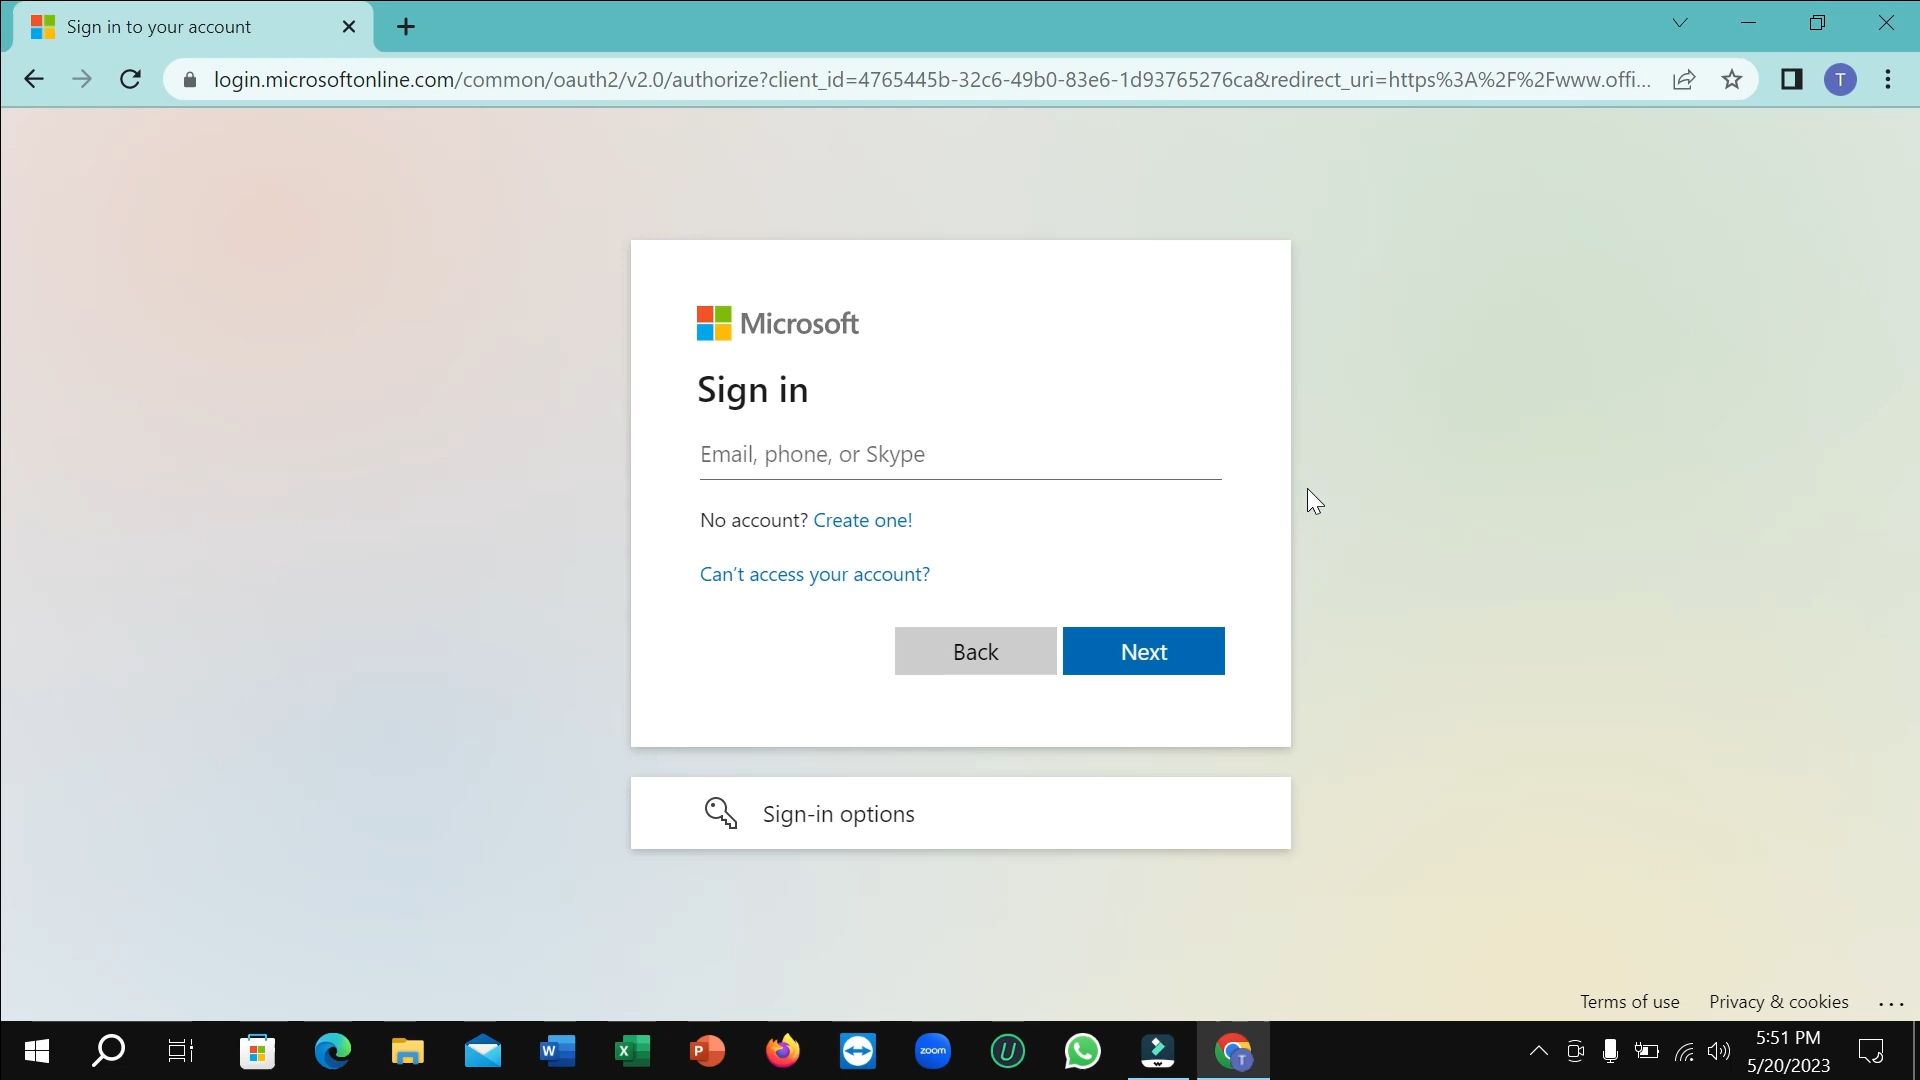 Sign in to your account
login.microsoftonline.com/common/oauth2/v2.0/authorize?client_id=4765445b-32c6-49b0-83e6-1d93765276ca&redirect_uri=https%3A%2F%2Fwww.offi...
T
Microsoft
Sign in
Email, phone, or Skype
No account? Create one!
Can't access your account?
Back
Next
Sign-in options
Terms of use
Privacy & cookies
...
W
X
P
zoom
U
T
5:51 PM
5/20/2023